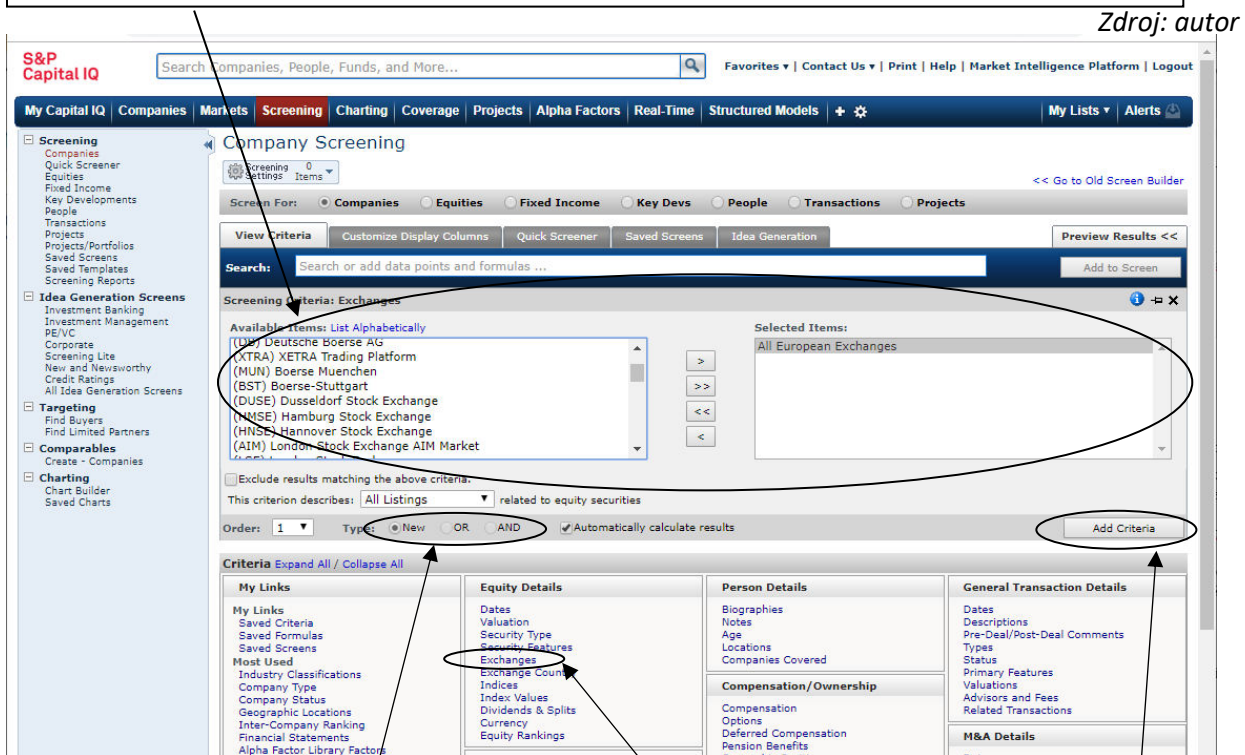 Zdroj: autor
S&P
Capital IQ
Search Companies, People, Funds, and More...
Favorites ▾ | Contact Us ▾ | Print | Help | Market Intelligence Platform | Logout
My Capital IQ | Companies | Markets | Screening | Charting | Coverage | Projects | Alpha Factors | Real-Time | Structured Models | +
My Lists ▾ | Alerts
Screening
Companies
Quick Screener
Equities
Fixed Income
Key Developments
People
Transactions
Projects
Projects/Portfolios
Saved Screens
Saved Templates
Screening Reports
Idea Generation Screens
Investment Banking
Investment Management
PE/VC
Corporate
Screening Lite
New and Newsworthy
Credit Ratings
All Idea Generation Screens
Targeting
Find Buyers
Find Limited Partners
Comparables
Create - Companies
Charting
Chart Builder
Saved Charts
Company Screening
Screening Settings 0 Items
<< Go to Old Screen Builder
Screen For: Companies Equities Fixed Income Key Devs People Transactions Projects
View Criteria Customize Display Columns Quick Screener Saved Screens Idea Generation Preview Results <<
Search: Search or add data points and formulas ... Add to Screen
Screening Criteria: Exchanges
Available Items: List Alphabetically
(DB) Deutsche Boerse AG
(XTRA) XETRA Trading Platform
(MUN) Boerse Muenchen
(BST) Boerse-Stuttgart
(DUSE) Dusseldorf Stock Exchange
(HMSE) Hamburg Stock Exchange
(HNSE) Hannover Stock Exchange
(AIM) London Stock Exchange AIM Market
>
>>
<<
<
Selected Items:
All European Exchanges
Exclude results matching the above criteria.
This criterion describes: All Listings related to equity securities
Order: 1 Type: New OR AND Automatically calculate results Add Criteria
Criteria Expand All / Collapse All
My Links
My Links
Saved Criteria
Saved Formulas
Saved Screens
Most Used
Industry Classifications
Company Type
Company Status
Geographic Locations
Inter-Company Ranking
Financial Statements
Alpha Factor Library Factors
Equity Details
Dates
Valuation
Security Type
Security Features
Exchanges
Exchange Country
Indices
Index Values
Dividends & Splits
Currency
Equity Rankings
Person Details
Biographies
Notes
Age
Locations
Companies Covered
Compensation/Ownership
Compensation
Options
Deferred Compensation
Pension Benefits
General Transaction Details
Dates
Descriptions
Pre-Deal/Post-Deal Comments
Types
Status
Primary Features
Valuations
Advisors and Fees
Related Transactions
M&A Details